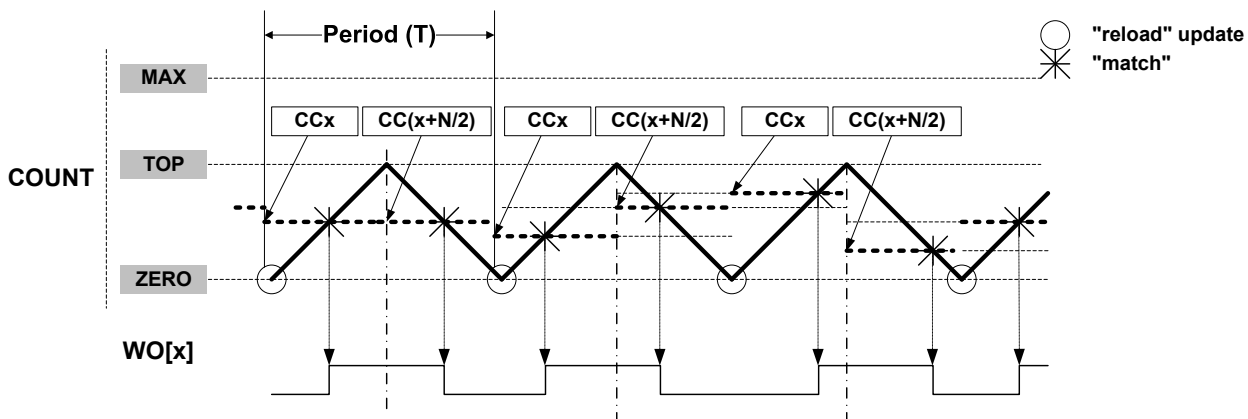 Period (T)
"reload" update
"match"
MAX
CCx CC(x+N/2) CCx CC(x+N/2) CCx CC(x+N/2)
TOP
COUNT
ZERO
WO[x]